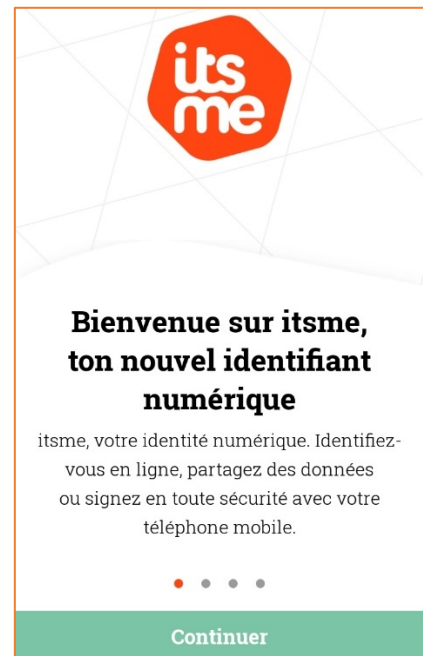 its
me
Bienvenue sur itsme,
ton nouvel identifiant
numérique
itsme, votre identité numérique. Identifiez-
vous en ligne, partagez des données
ou signez en toute sécurité avec votre
téléphone mobile.
Continuer